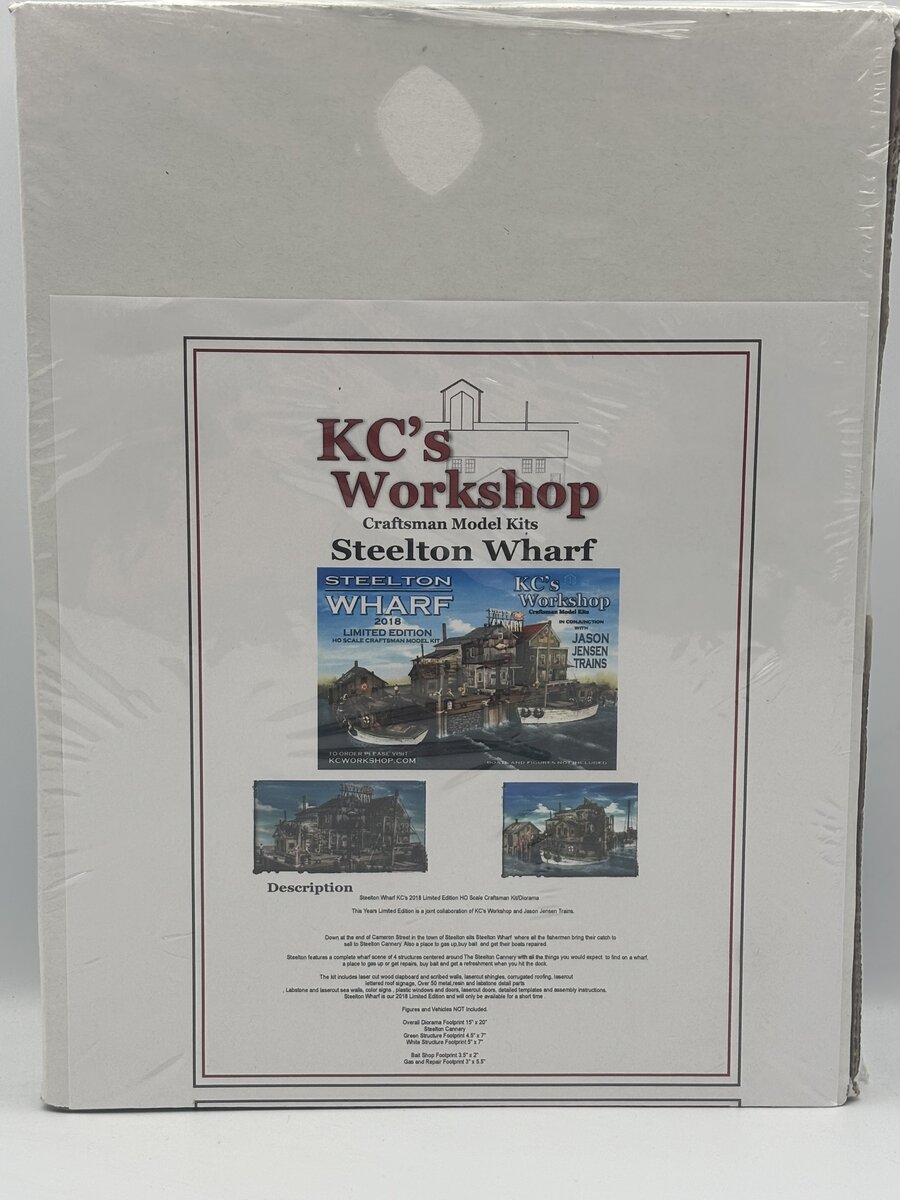 KC's
Workshop
Craftsman Model Kits
Steelton Wharf
STEELTON
WHARF
2018
LIMITED EDITION
HO SCALE CRAFTSMAN MODEL KIT
KC's
Workshop
Craftsman Model Kits
IN CONJUNCTION
WITH
JASON
JENSEN
TRAINS
CANNERY
TO ORDER PLEASE VISIT
KCWORKSHOP.COM
BOATS AND FIGURES NOT INCLUDED
Description
Steelton Wharf KC's 2018 Limited Edition HO Scale Craftsman Kit/Diorama
This Years Limited Edition is a joint collaboration of KC's Workshop and Jason Jensen Trains.
Down at the end of Cameron Street in the town of Steelton sits Steelton Wharf where all the fishermen bring their catch to
sell to Steelton Cannery. Also a place to gas up,buy bait and get their boats repaired.
Steelton features a complete wharf scene of 4 structures centered around The Steelton Cannery with all the things you would expect to find on a wharf,
a place to gas up or get repairs, buy bait and get a refreshment when you hit the dock.
The kit includes laser cut wood clapboard and scribed walls, lasercut shingles, corrugated roofing, lasercut
lettered roof signage, Over 50 metal,resin and labstone detail parts
, Labstone and lasercut sea walls, color signs , plastic windows and doors, lasercut doors, detailed templates and assembly instructions.
Steelton Wharf is our 2018 Limited Edition and will only be available for a short time .
Figures and Vehicles NOT Included.
Overall Diorama Footprint 15" x 20"
Steelton Cannery
Green Structure Footprint 4.5" x 7"
White Structure Footprint 5" x 7"
Bait Shop Footprint 3.5" x 2"
Gas and Repair Footprint 3" x 5.5"